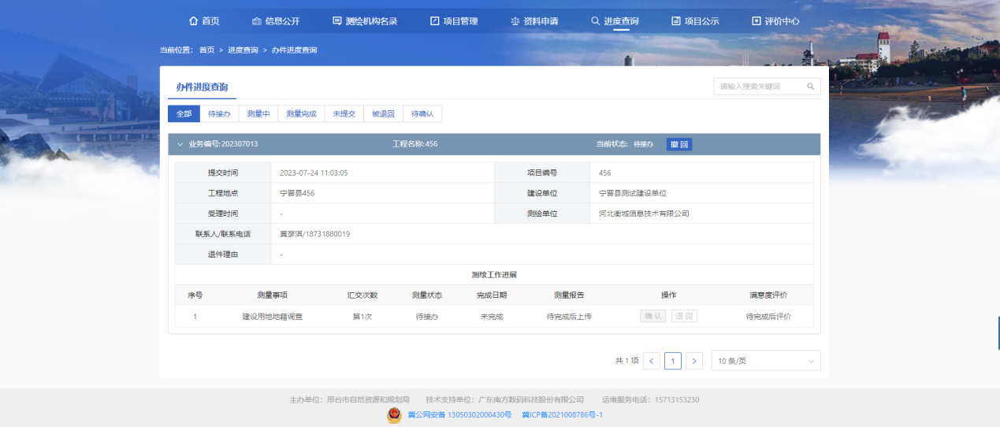 首页 信息公开 测绘机构名录 项目管理 资料申请 进度查询 项目公示 评价中心
当前位置: 首页 > 进度查询 > 办件进度查询
办件进度查询 请输入搜索关键词
全部 待接办 测量中 测量完成 未提交 被退回 待确认
业务编号:202307013 工程名称:456 当前状态: 待接办 撤回
提交时间 2023-07-24 11:03:05 项目编号 456
工程地点 宁晋县456 建设单位 宁晋县测试建设单位
受理时间 - 测绘单位 河北衡城信息技术有限公司
联系人/联系电话 黄彦淇/18731880019
退件理由 -
测绘工作进展
序号 测量事项 汇交次数 测量状态 完成日期 测量报告 操作 满意度评价
1 建设用地地籍调查 第1次 待接办 未完成 待完成后上传 确认 退回 待完成后评价
共 1 项 < 1 > 10 条/页
主办单位: 邢台市自然资源和规划局 技术支持单位: 广东南方数码科技股份有限公司 运维服务电话: 15713153230
冀公网安备 13050302000430号 冀ICP备2021008786号-1